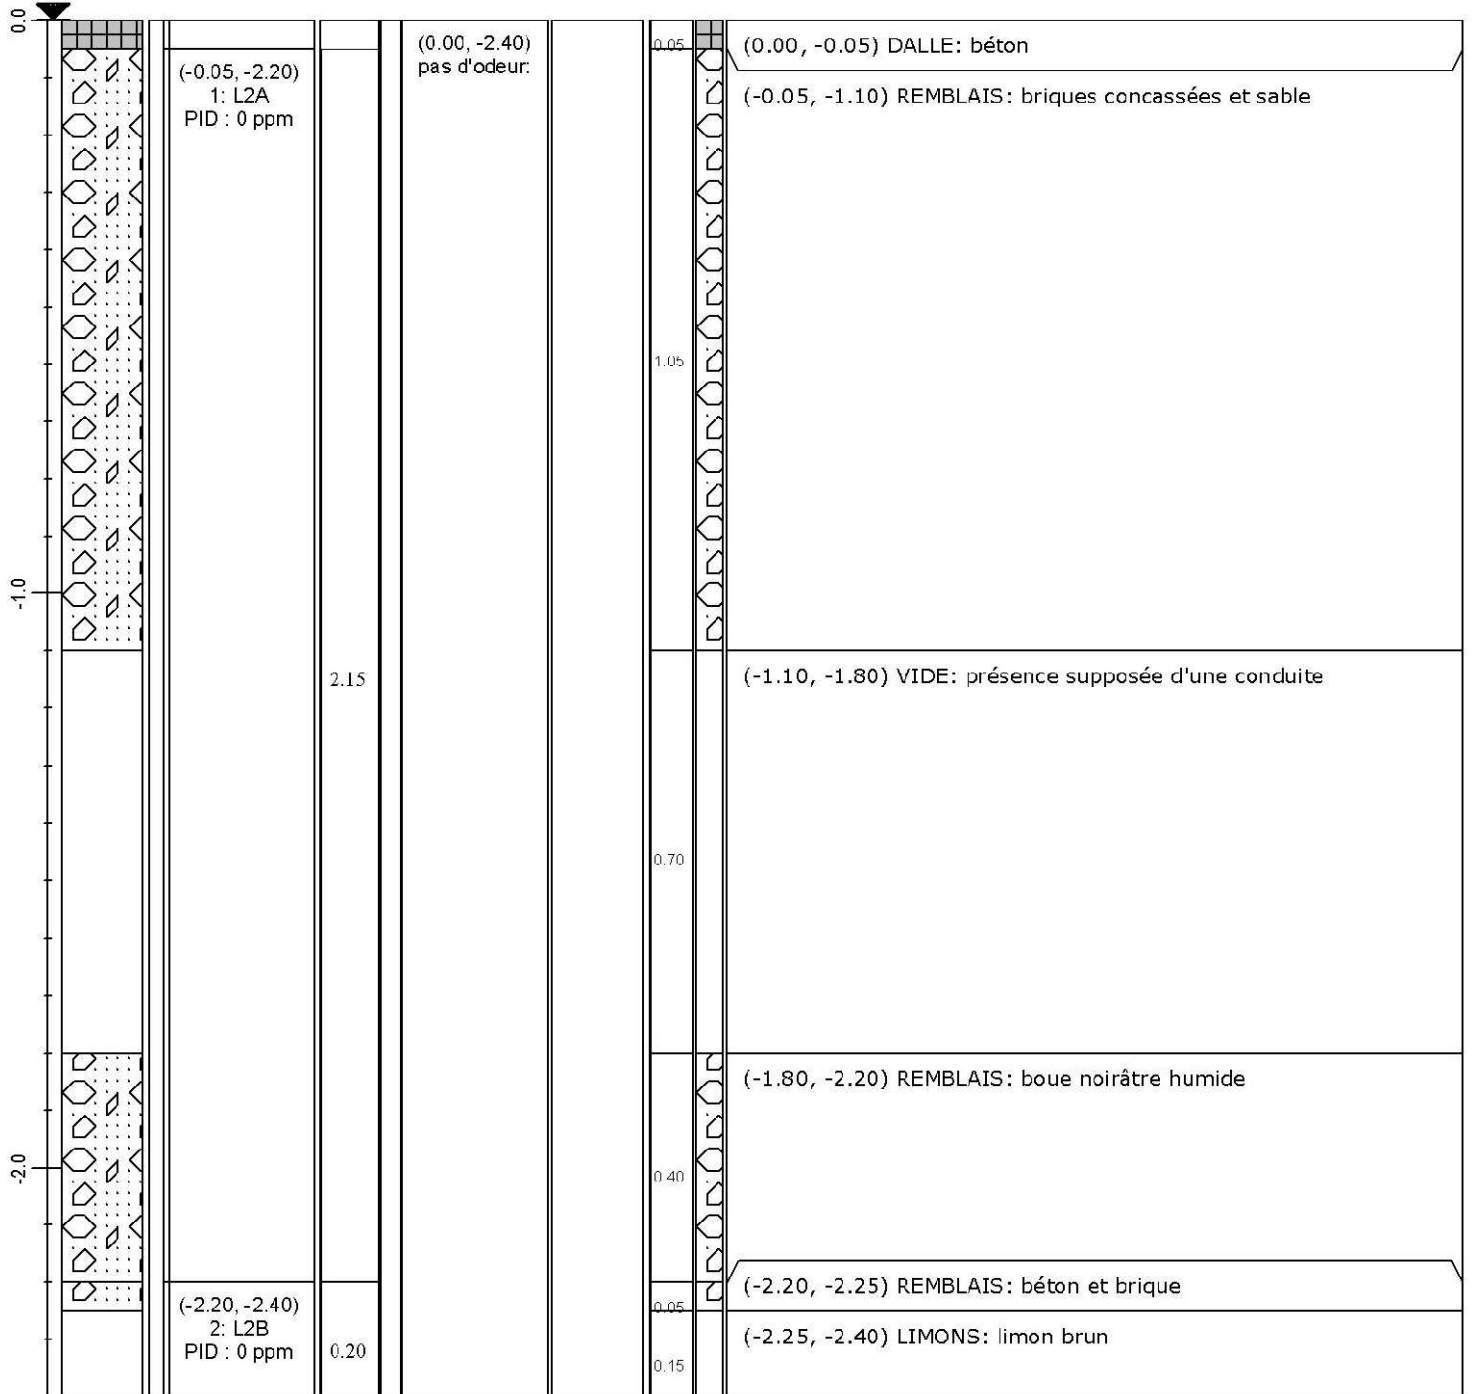 0.0
(-0.05, -2.20)
1: L2A
PID : 0 ppm
(0.00, -2.40)
pas d'odeur:
0.05
(0.00, -0.05) DALLE: béton
(-0.05, -1.10) REMBLAIS: briques concassées et sable
1.05
-1.0
2.15
(-1.10, -1.80) VIDE: présence supposée d'une conduite
0.70
(-1.80, -2.20) REMBLAIS: boue noirâtre humide
-2.0
0.40
(-2.20, -2.25) REMBLAIS: béton et brique
(-2.20, -2.40)
2: L2B
PID : 0 ppm
0.20
0.05
(-2.25, -2.40) LIMONS: limon brun
0.15